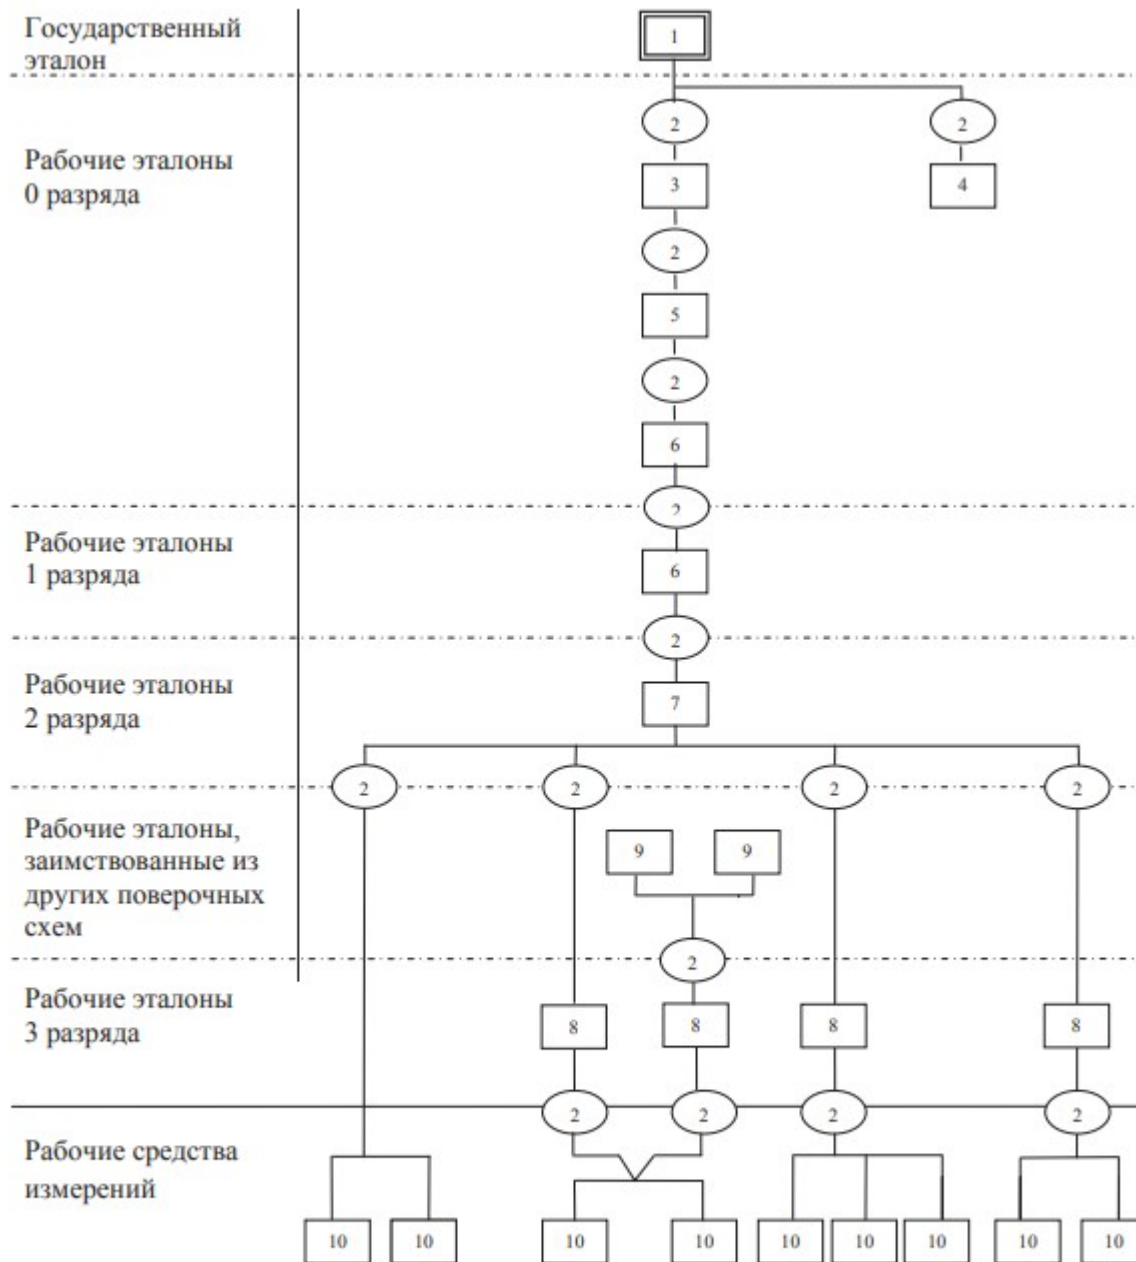 Государственный
эталон
1
2
2
Рабочие эталоны
0 разряда
3
4
2
5
2
6
2
Рабочие эталоны
1 разряда
6
2
Рабочие эталоны
2 разряда
7
2
2
2
2
Рабочие эталоны,
заимствованные из
других поверочных
схем
9
9
2
Рабочие эталоны
3 разряда
8
8
8
8
2
2
2
2
Рабочие средства
измерений
10
10
10
10
10
10
10
10
10